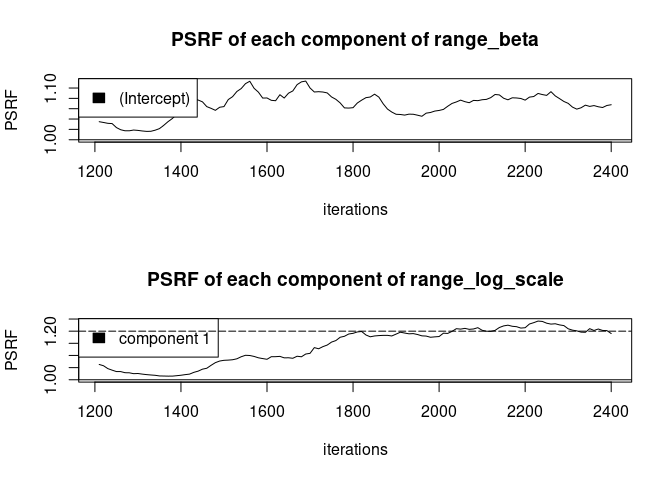 PSRF of each component of range_beta
PSRF
1.10
1.00
(Intercept)
1200 1400 1600 1800 2000 2200 2400
iterations
PSRF of each component of range_log_scale
PSRF
1.20
1.00
component 1
1200 1400 1600 1800 2000 2200 2400
iterations